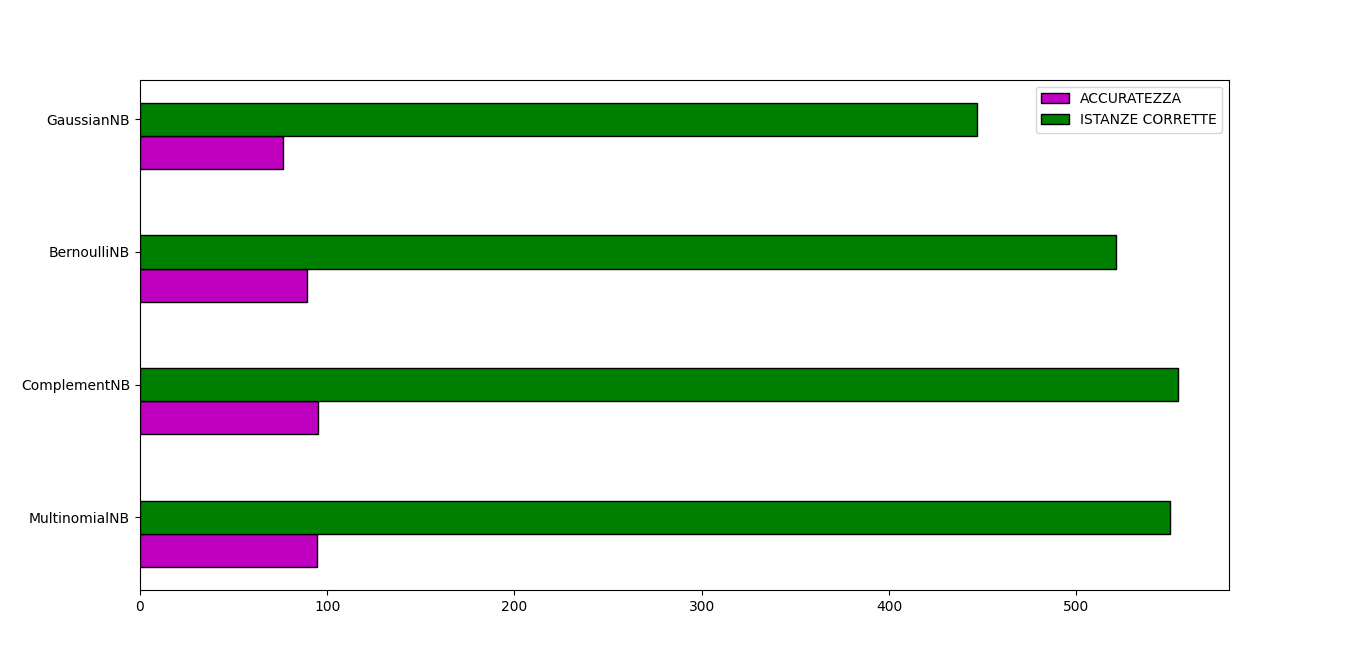 ACCURATEZZA
ISTANZE CORRETTE
GaussianNB
BernoulliNB
ComplementNB
MultinomialNB
0 100 200 300 400 500